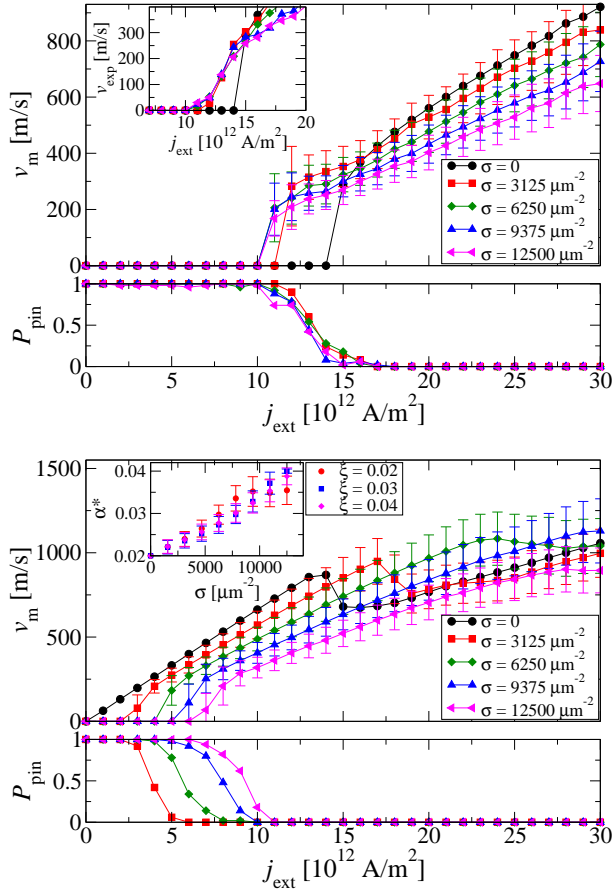 v_exp [m/s]
300
200
100
0
10
15
20
j_ext [10^12 A/m^2]
v_m [m/s]
800
600
400
200
0
σ = 0
σ = 3125 μm^-2
σ = 6250 μm^-2
σ = 9375 μm^-2
σ = 12500 μm^-2
P_pin
1
0.5
0
0
5
10
15
20
25
30
j_ext [10^12 A/m^2]
v_m [m/s]
1500
1000
500
0
α*
0.04
0.03
0.02
0
5000
10000
σ [μm^-2]
ξ = 0.02
ξ = 0.03
ξ = 0.04
σ = 0
σ = 3125 μm^-2
σ = 6250 μm^-2
σ = 9375 μm^-2
σ = 12500 μm^-2
P_pin
1
0.5
0
0
5
10
15
20
25
30
j_ext [10^12 A/m^2]